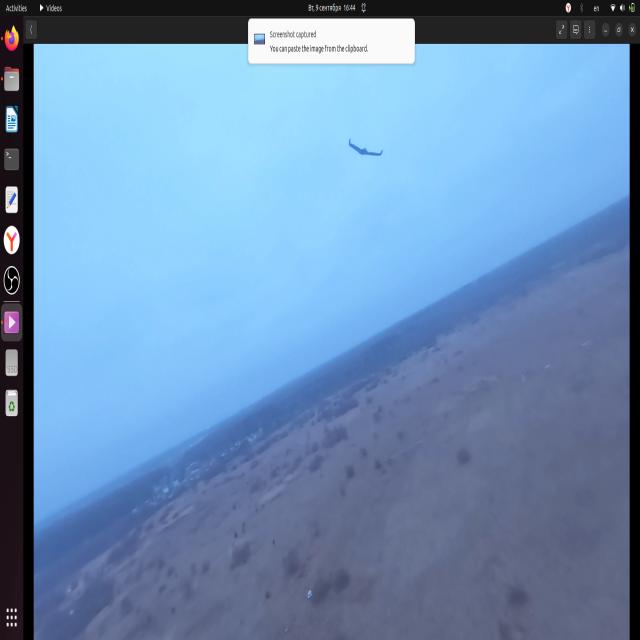 Activities
Videos
Вт, 9 сентября 16:44
en
Screenshot captured
You can paste the image from the clipboard.